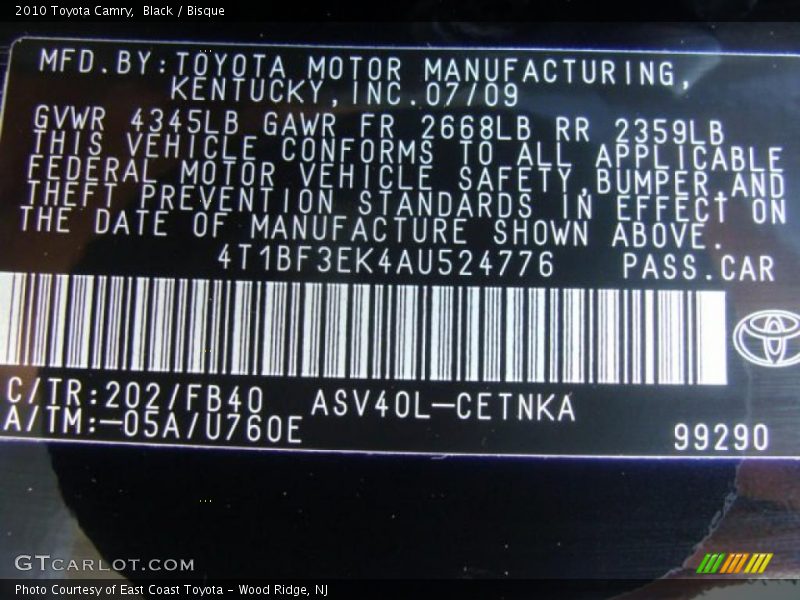 2010 Toyota Camry, Black / Bisque
MFD.BY:TOYOTA MOTOR MANUFACTURING,
KENTUCKY,INC.07/09
GVWR 4345LB GAWR FR 2668LB RR 2359LB
THIS VEHICLE CONFORMS TO ALL APPLICABLE
FEDERAL MOTOR VEHICLE SAFETY,BUMPER,AND
THEFT PREVENTION STANDARDS IN EFFECT ON
THE DATE OF MANUFACTURE SHOWN ABOVE.
4T1BF3EK4AU524776 PASS.CAR
C/TR:202/FB40 ASV40L-CETNKA
A/TM:-05A/U760E
99290
GTCARLOT.COM
Photo Courtesy of East Coast Toyota - Wood Ridge, NJ